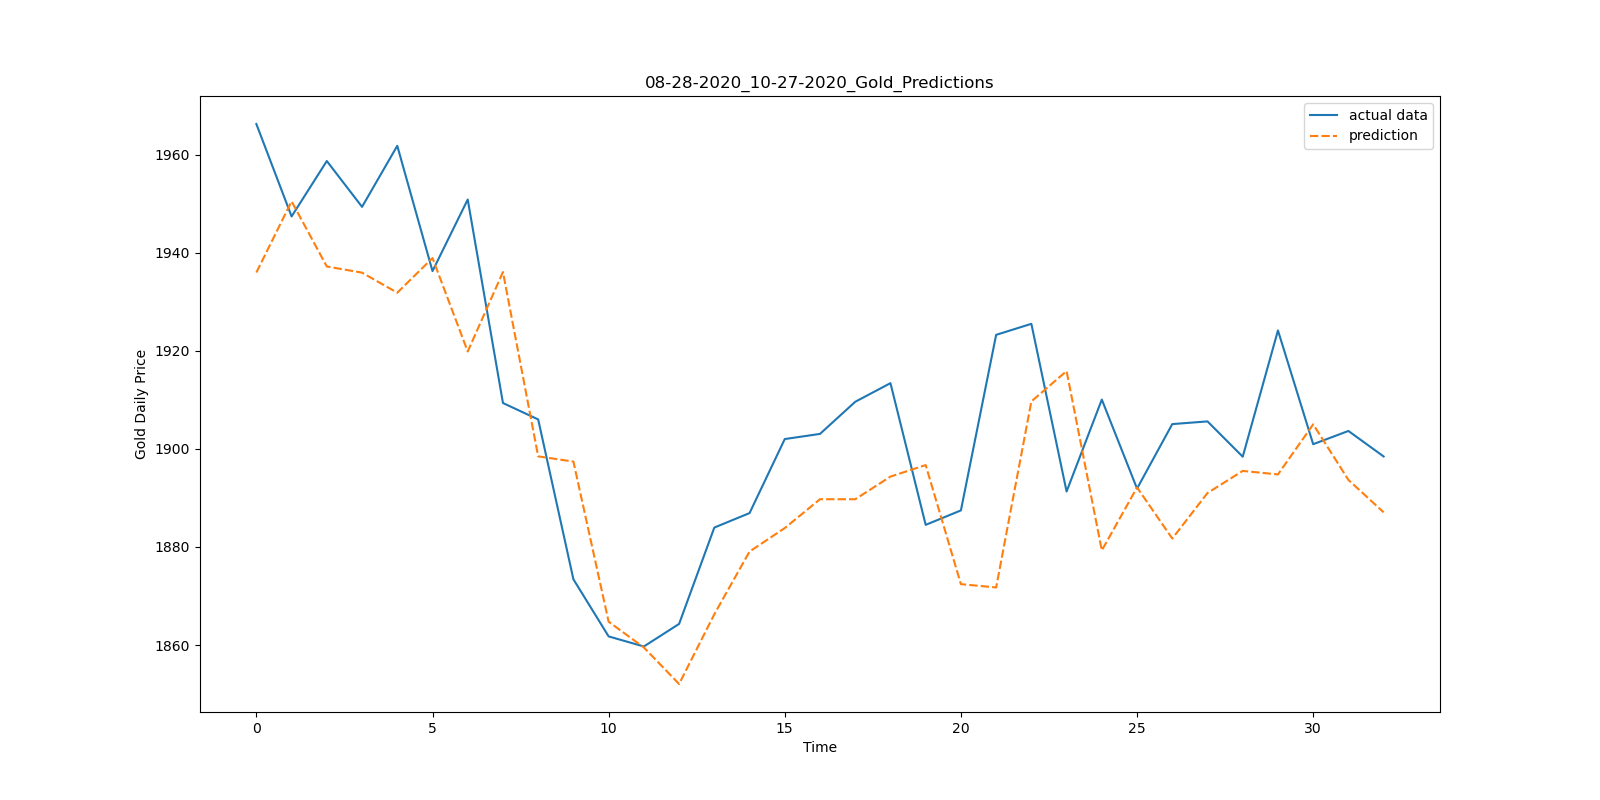 08-28-2020_10-27-2020_Gold_Predictions
actual data
prediction
1960
1940
1920
1900
1880
1860
Gold Daily Price
0 5 10 15 20 25 30
Time